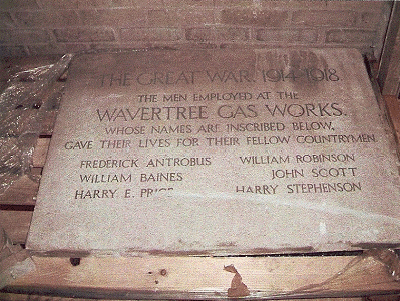 THE GREAT WAR. 1914-1918.
THE MEN EMPLOYED AT THE
WAVERTREE GAS WORKS.
WHOSE NAMES ARE INSCRIBED BELOW,
GAVE THEIR LIVES FOR THEIR FELLOW COUNTRYMEN.
FREDERICK ANTROBUS WILLIAM ROBINSON
WILLIAM BAINES JOHN SCOTT
HARRY E. PRICE HARRY STEPHENSON